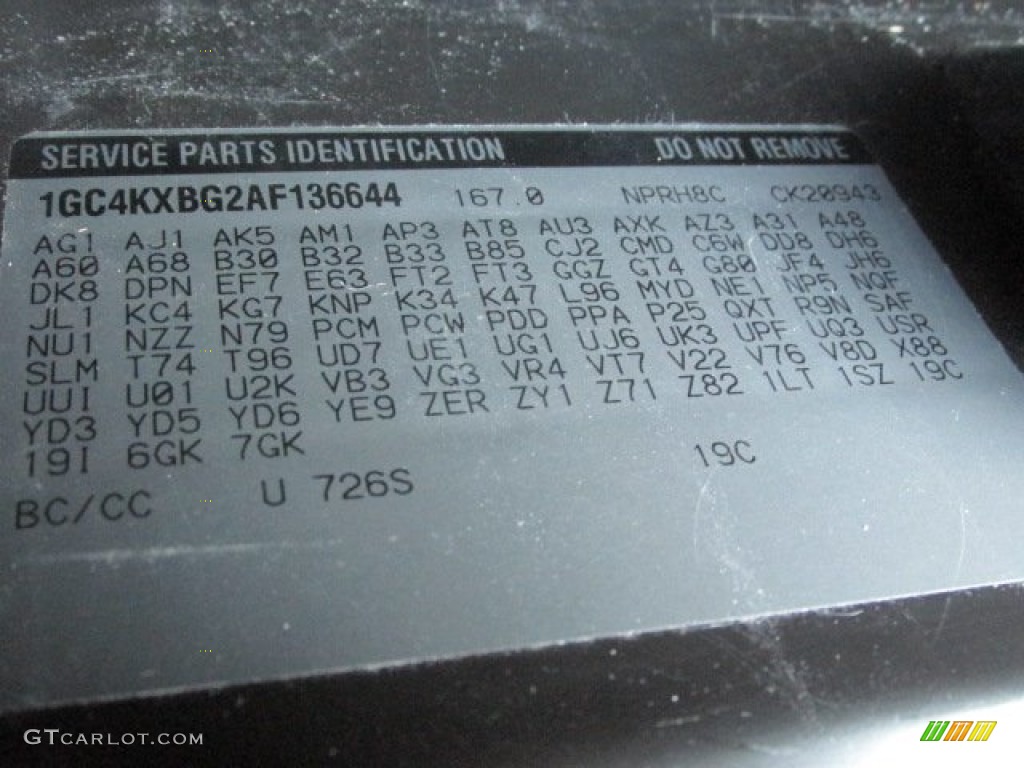 SERVICE PARTS IDENTIFICATION DO NOT REMOVE
1GC4KXBG2AF136644 167.0 NPRH8C CK20943
AG1 AJ1 AK5 AM1 AP3 AT8 AU3 AXK AZ3 A31 A48
A60 A68 B30 B32 B33 B85 CJ2 CMD C6W DD8 DH6
DK8 DPN EF7 E63 FT2 FT3 GGZ GT4 G80 JF4 JH6
JL1 KC4 KG7 KNP K34 K47 L96 MYD NE1 NP5 NQF
NU1 NZZ N79 PCM PCW PDD PPA P25 QXT R9N SAF
SLM T74 T96 UD7 UE1 UG1 UJ6 UK3 UPF UQ3 USR
UUI U01 U2K VB3 VG3 VR4 VT7 V22 V76 V8D X88
YD3 YD5 YD6 YE9 ZER ZY1 Z71 Z82 1LT 1SZ 19C
19I 6GK 7GK
BC/CC U 726S 19C
GTCARLOT.COM